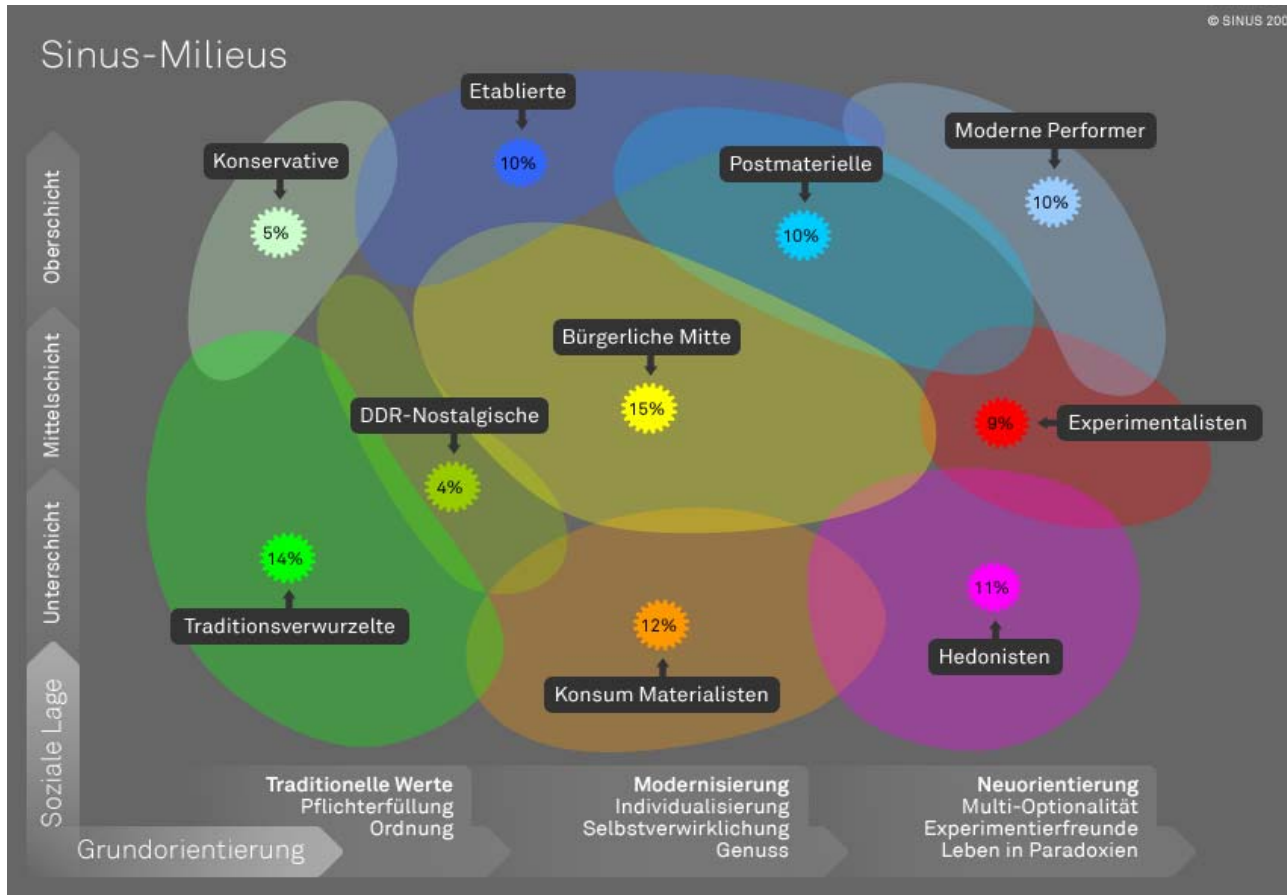 © SINUS 200
Sinus-Milieus
Etablierte
10%
Konservative
5%
Postmaterielle
10%
Moderne Performer
10%
Bürgerliche Mitte
15%
DDR-Nostalgische
4%
9%
Experimentalisten
14%
Traditionsverwurzelte
12%
Konsum Materialisten
11%
Hedonisten
Oberschicht
Mittelschicht
Unterschicht
Soziale Lage
Grundorientierung
Traditionelle Werte
Pflichterfüllung
Ordnung
Modernisierung
Individualisierung
Selbstverwirklichung
Genuss
Neuorientierung
Multi-Optionalität
Experimentierfreunde
Leben in Paradoxien